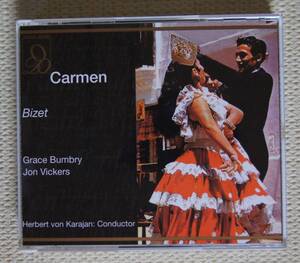 Carmen
Bizet
Grace Bumbry
Jon Vickers
Herbert von Karajan: Conductor